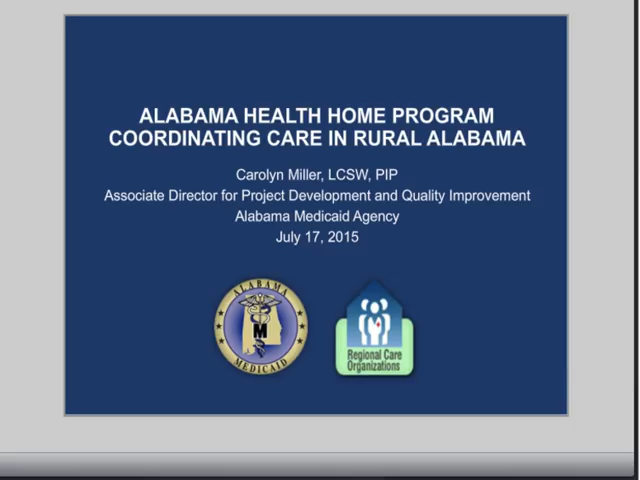 ALABAMA HEALTH HOME PROGRAM
COORDINATING CARE IN RURAL ALABAMA
Carolyn Miller, LCSW, PIP
Associate Director for Project Development and Quality Improvement
Alabama Medicaid Agency
July 17, 2015
ALABAMA
M
MEDICAID
Regional Care
Organizations